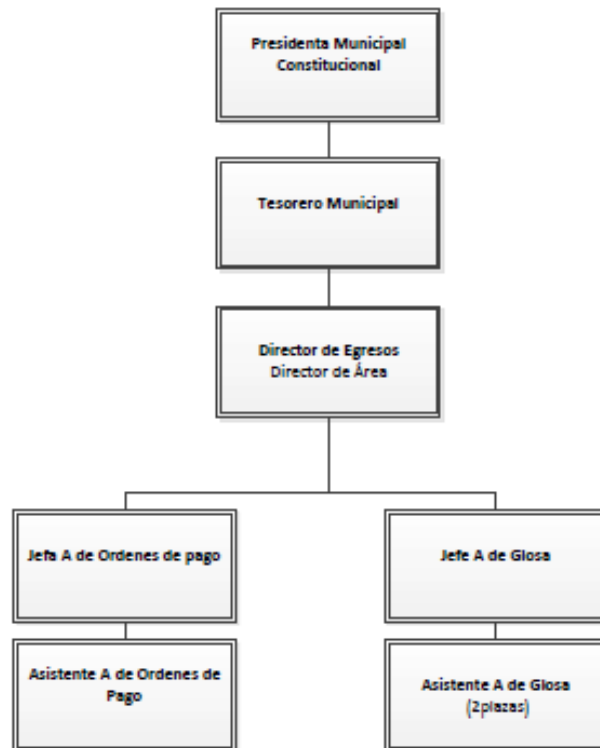 Presidenta Municipal
Constitucional
Tesorero Municipal
Director de Egresos
Director de Área
Jefa A de Ordenes de pago
Jefe A de Glosa
Asistente A de Ordenes de
Pago
Asistente A de Glosa
(2plazas)